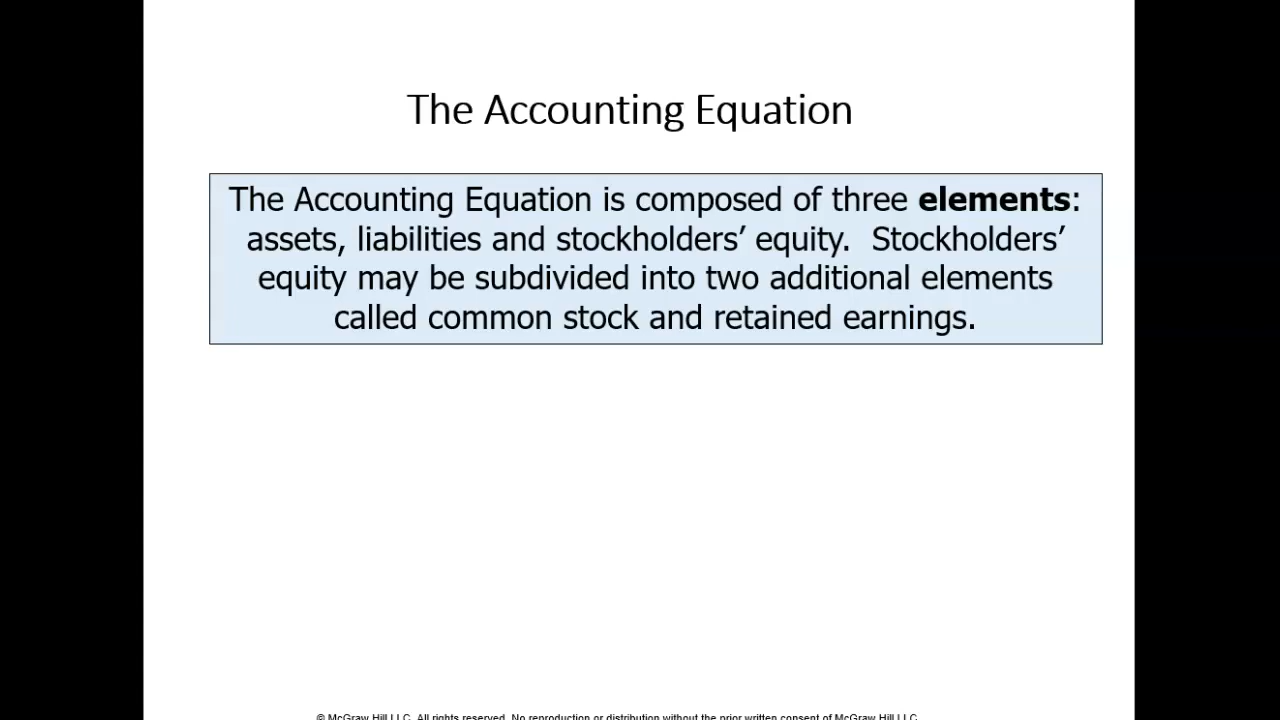 The Accounting Equation
The Accounting Equation is composed of three elements:
assets, liabilities and stockholders’ equity.  Stockholders’
equity may be subdivided into two additional elements
called common stock and retained earnings.
© McGraw Hill LLC. All rights reserved. No reproduction or distribution without the prior written consent of McGraw Hill LLC.